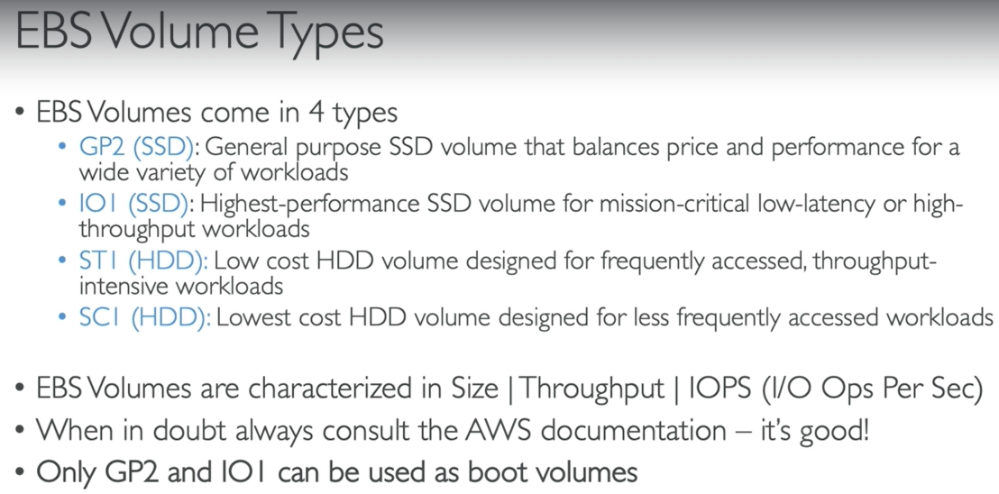 EBS Volume Types
• EBS Volumes come in 4 types
• GP2 (SSD): General purpose SSD volume that balances price and performance for a
wide variety of workloads
• IO1 (SSD): Highest-performance SSD volume for mission-critical low-latency or high-
throughput workloads
• ST1 (HDD): Low cost HDD volume designed for frequently accessed, throughput-
intensive workloads
• SC1 (HDD): Lowest cost HDD volume designed for less frequently accessed workloads
• EBS Volumes are characterized in Size | Throughput | IOPS (I/O Ops Per Sec)
• When in doubt always consult the AWS documentation – it's good!
• Only GP2 and IO1 can be used as boot volumes